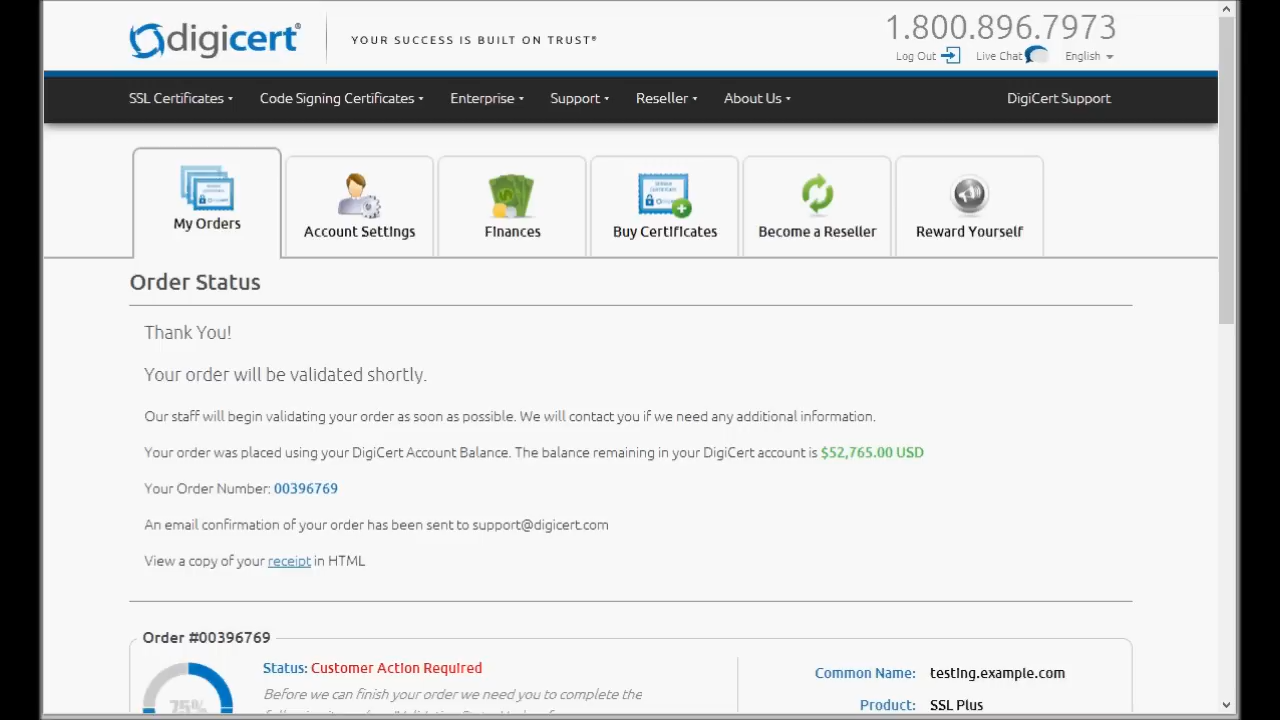 digicert®
YOUR SUCCESS IS BUILT ON TRUST®
1.800.896.7973
Log Out Live Chat English
SSL Certificates Code Signing Certificates Enterprise Support Reseller About Us DigiCert Support
My Orders Account Settings Finances Buy Certificates Become a Reseller Reward Yourself
Order Status
Thank You!
Your order will be validated shortly.
Our staff will begin validating your order as soon as possible. We will contact you if we need any additional information.
Your order was placed using your DigiCert Account Balance. The balance remaining in your DigiCert account is $52,765.00 USD
Your Order Number: 00396769
An email confirmation of your order has been sent to support@digicert.com
View a copy of your receipt in HTML
Order #00396769
Status: Customer Action Required
Before we can finish your order we need you to complete the
75%
Common Name: testing.example.com
Product: SSL Plus